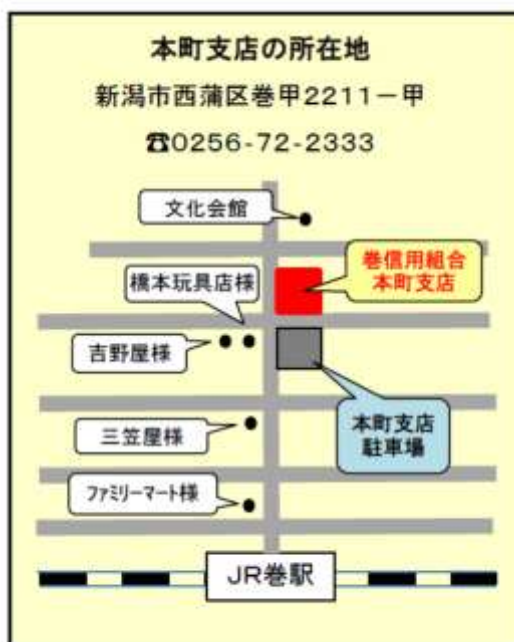 本町支店の所在地
新潟市西蒲区巻甲2211－甲
☎0256-72-2333
文化会館
巻信用組合
本町支店
橋本玩具店様
吉野屋様
本町支店
駐車場
三笠屋様
ﾌｧﾐﾘｰﾏｰﾄ様
JR巻駅